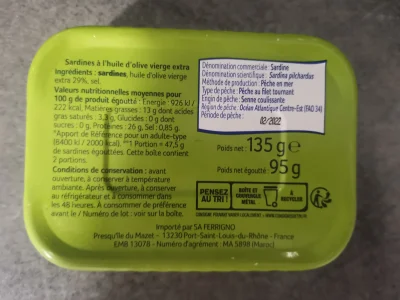 Sardines à l'huile d'olive vierge extra
Ingrédients : sardines, huile d'olive vierge
extra 29%, sel.
Valeurs nutritionnelles moyennes pour
100 g de produit égoutté : Energie : 926 kJ /
222 kcal, Matières grasses : 13 g dont acides
gras saturés : 3,3 g, Glucides : 0 g dont
sucres : 0 g, Protéines : 26 g, Sel : 0,85 g.
*Apport de Référence pour un adulte-type
(8400 kJ / 2000 kcal). **1 Portion = 47,5 g
de sardines égouttées. Cette boîte contient
2 portions.
Conditions de conservation : avant
ouverture, à conserver à température
ambiante. Après ouverture, à conserver
au réfrigérateur et à consommer dans
les 48 heures. À consommer de préférence
avant le / Numéro de lot : voir sur la boîte.
Dénomination commerciale : Sardine
Dénomination scientifique : Sardina pilchardus
Méthode de production : Pêche en mer
Type de pêche : Pêche au filet tournant
Engin de pêche : Senne coulissante
Région de pêche : Océan Atlantique Centre-Est (FAO 34)
Période de pêche :
02/2022
Poids net : 135 g e
Poids net égoutté : 95 g
PENSEZ
AU TRI !
BOÎTE ET
COUVERCLE
MÉTAL
À RECYCLER
Importé par SA FERRIGNO
Presqu'île du Mazet – 13230 Port-Saint-Louis-du-Rhône – France
EMB 13078 - Numéro d'agrément : MA 5898 (Maroc)